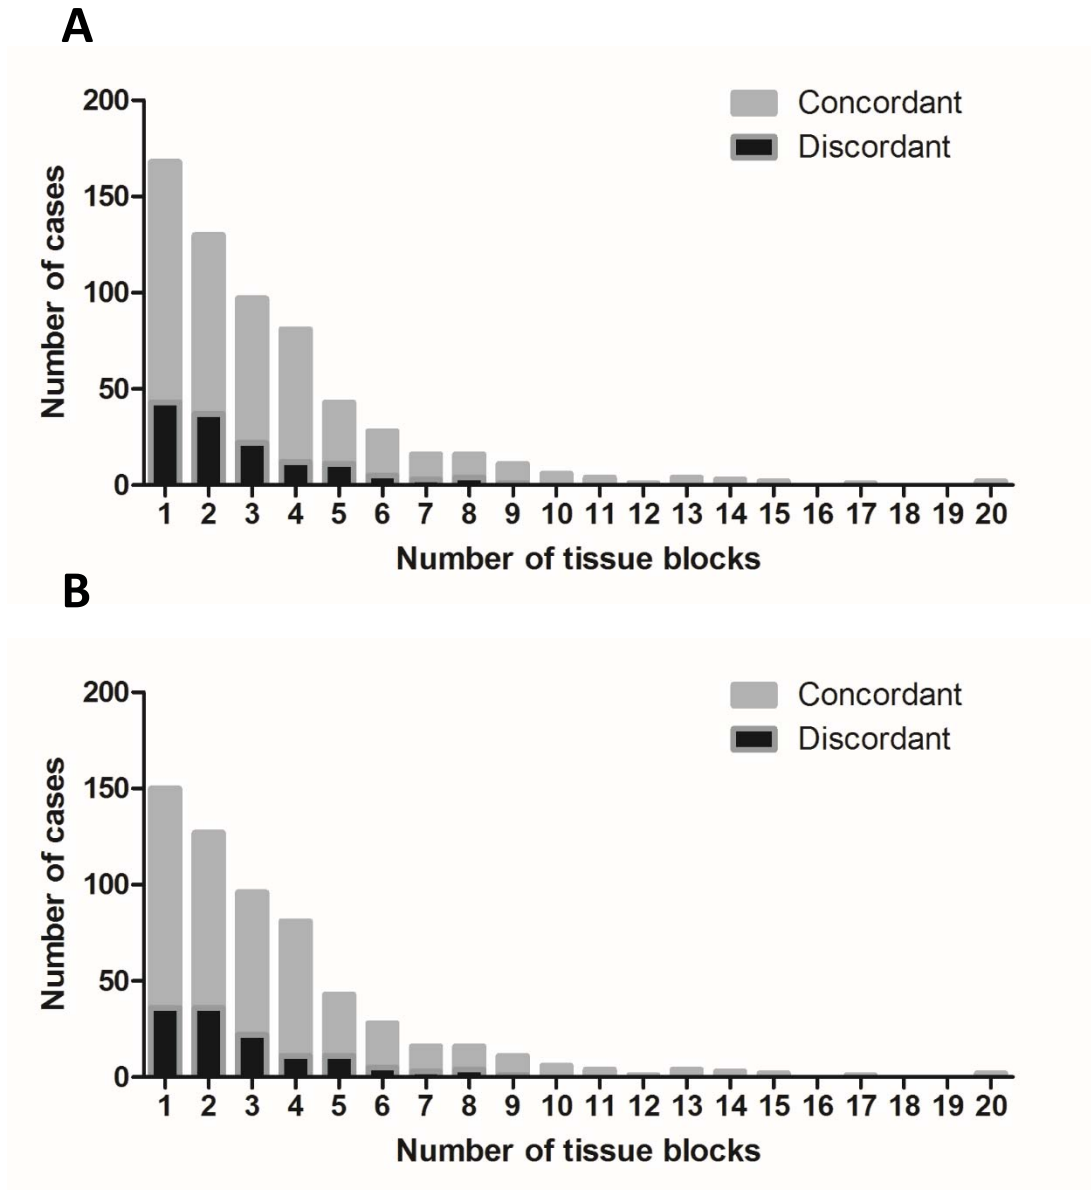 A
200
150
100
50
0
Number of cases
Concordant
Discordant
1 2 3 4 5 6 7 8 9 10 11 12 13 14 15 16 17 18 19 20
Number of tissue blocks
B
200
150
100
50
0
Number of cases
Concordant
Discordant
1 2 3 4 5 6 7 8 9 10 11 12 13 14 15 16 17 18 19 20
Number of tissue blocks